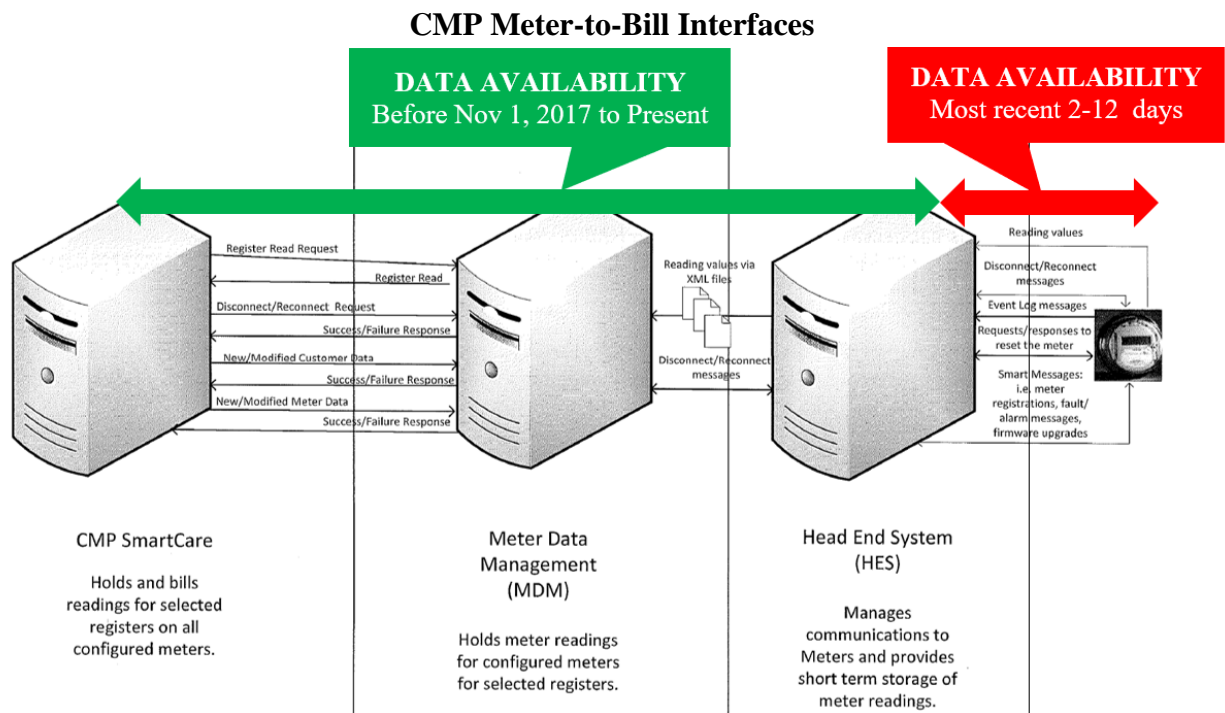 CMP Meter-to-Bill Interfaces
DATA AVAILABILITY
Before Nov 1, 2017 to Present
DATA AVAILABILITY
Most recent 2-12 days
Register Read Request
Register Read
Disconnect/Reconnect Request
Success/Failure Response
New/Modified Customer Data
Success/Failure Response
New/Modified Meter Data
Success/Failure Response
Reading values via
XML files
Disconnect/Reconnect
messages
Reading values
Disconnect/Reconnect
messages
Event Log messages
Requests/responses to
reset the meter
Smart Messages:
i.e. meter
registrations, fault/
alarm messages,
firmware upgrades
CMP SmartCare
Holds and bills
readings for selected
registers on all
configured meters.
Meter Data
Management
(MDM)
Holds meter readings
for configured meters
for selected registers.
Head End System
(HES)
Manages
communications to
Meters and provides
short term storage of
meter readings.